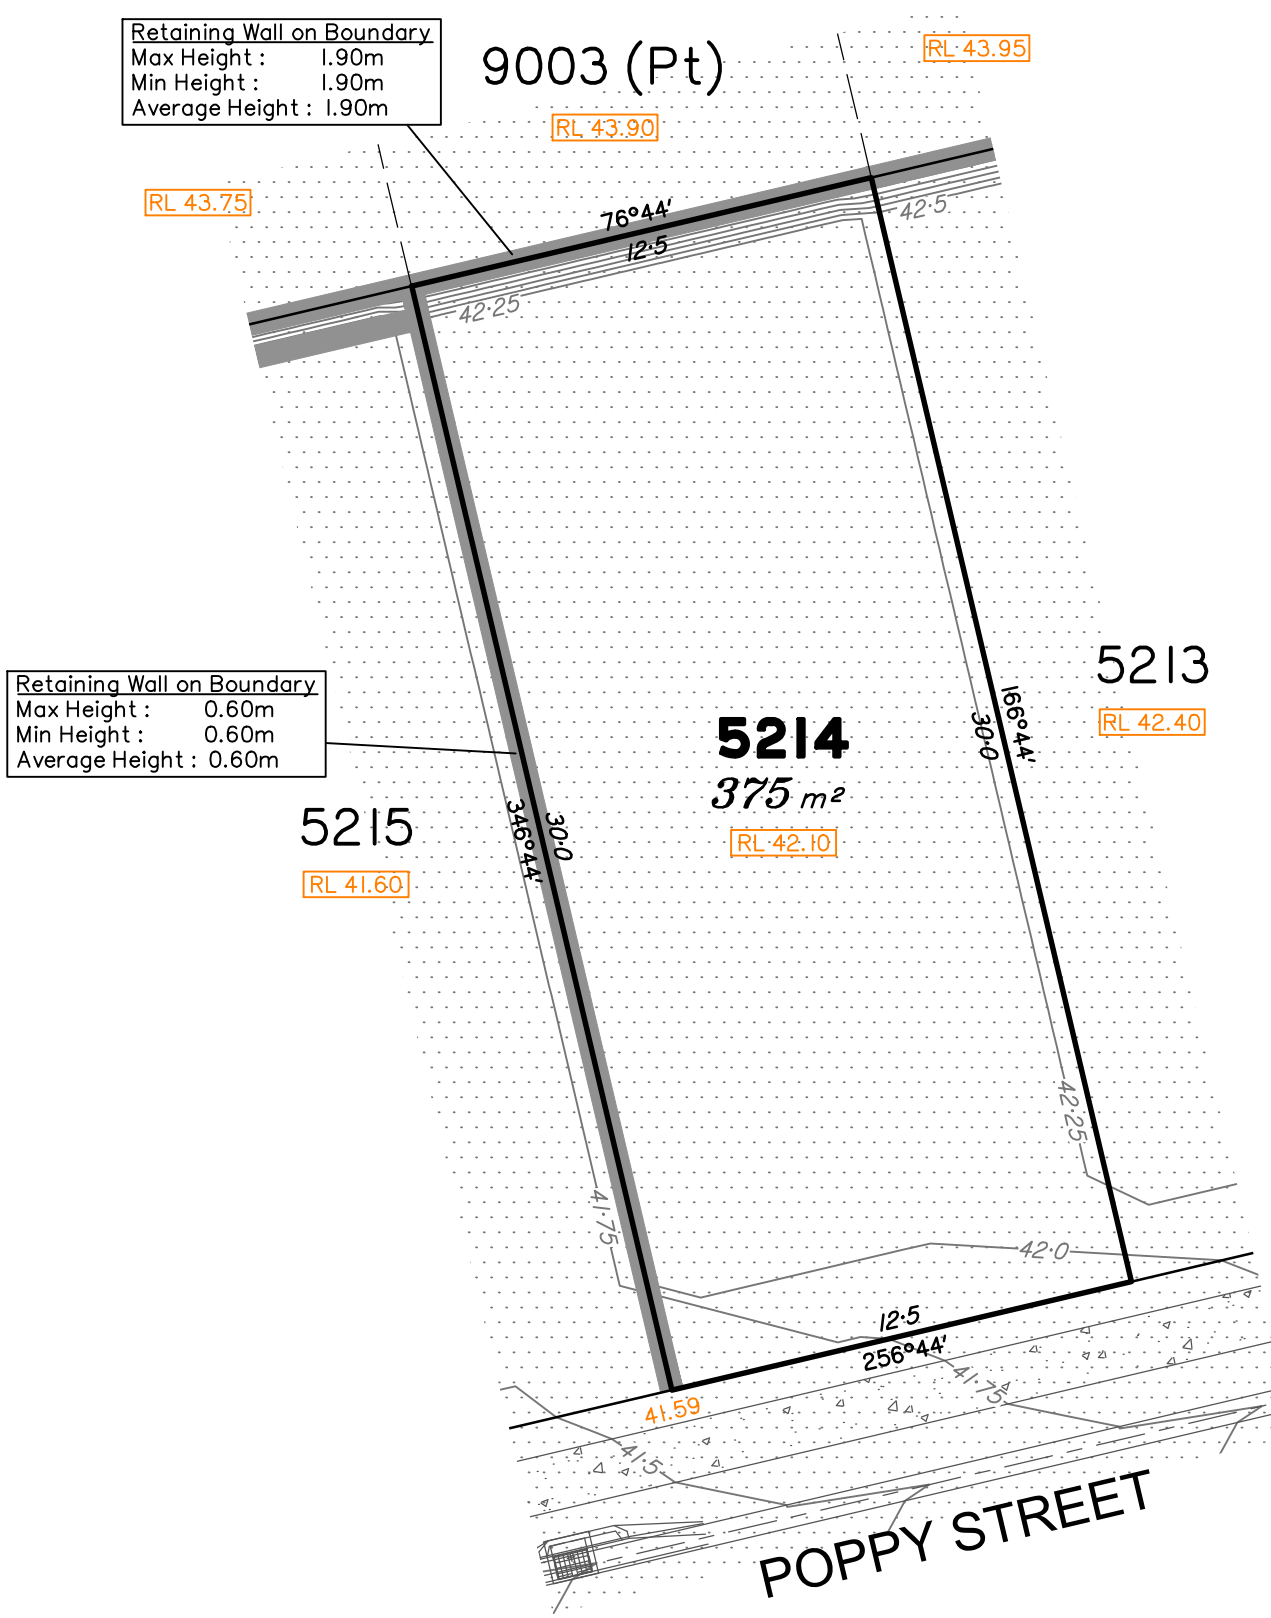 Retaining Wall on Boundary
Max Height : 1.90m
Min Height : 1.90m
Average Height : 1.90m
9003 (Pt)
RL 43.95
RL 43.90
RL 43.75
76°44'
12·5
42·5
42·25
Retaining Wall on Boundary
Max Height : 0.60m
Min Height : 0.60m
Average Height : 0.60m
5213
RL 42.40
166°44'
30·0
5214
375 m²
RL 42.10
5215
RL 41.60
346°44'
30·0
42·25
41·75
42·0
12·5
256°44'
41·75
41.59
41·5
POPPY STREET